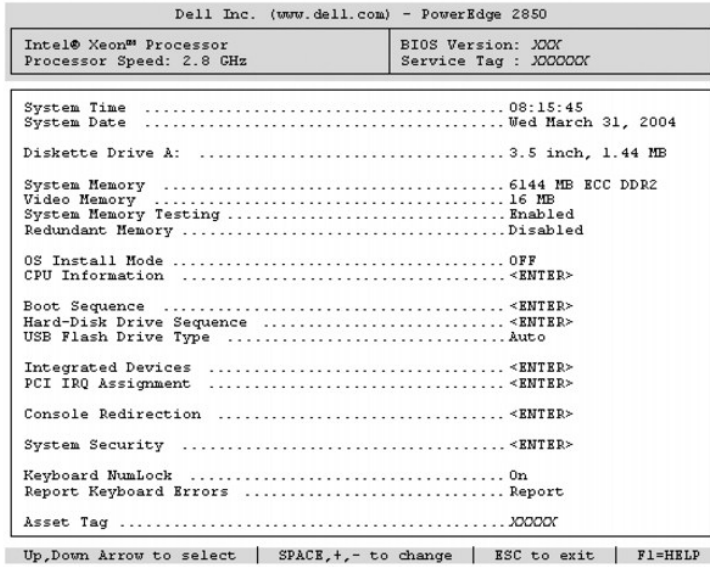 Dell Inc. (www.dell.com) - PowerEdge 2850
Intel® Xeon™ Processor
Processor Speed: 2.8 GHz
BIOS Version: XXX
Service Tag : XXXXXX
System Time ........................................ 08:15:45
System Date ........................................ Wed March 31, 2004
Diskette Drive A: .................................. 3.5 inch, 1.44 MB
System Memory ...................................... 6144 MB ECC DDR2
Video Memory ....................................... 16 MB
System Memory Testing ............................... Enabled
Redundant Memory .................................... Disabled
OS Install Mode ..................................... OFF
CPU Information .................................... <ENTER>
Boot Sequence ...................................... <ENTER>
Hard-Disk Drive Sequence ........................... <ENTER>
USB Flash Drive Type ............................... Auto
Integrated Devices ................................. <ENTER>
PCI IRQ Assignment ................................. <ENTER>
Console Redirection ................................ <ENTER>
System Security .................................... <ENTER>
Keyboard NumLock ................................... On
Report Keyboard Errors ............................. Report
Asset Tag ........................................... XXXXX
Up,Down Arrow to select | SPACE,+,- to change | ESC to exit | F1=HELP